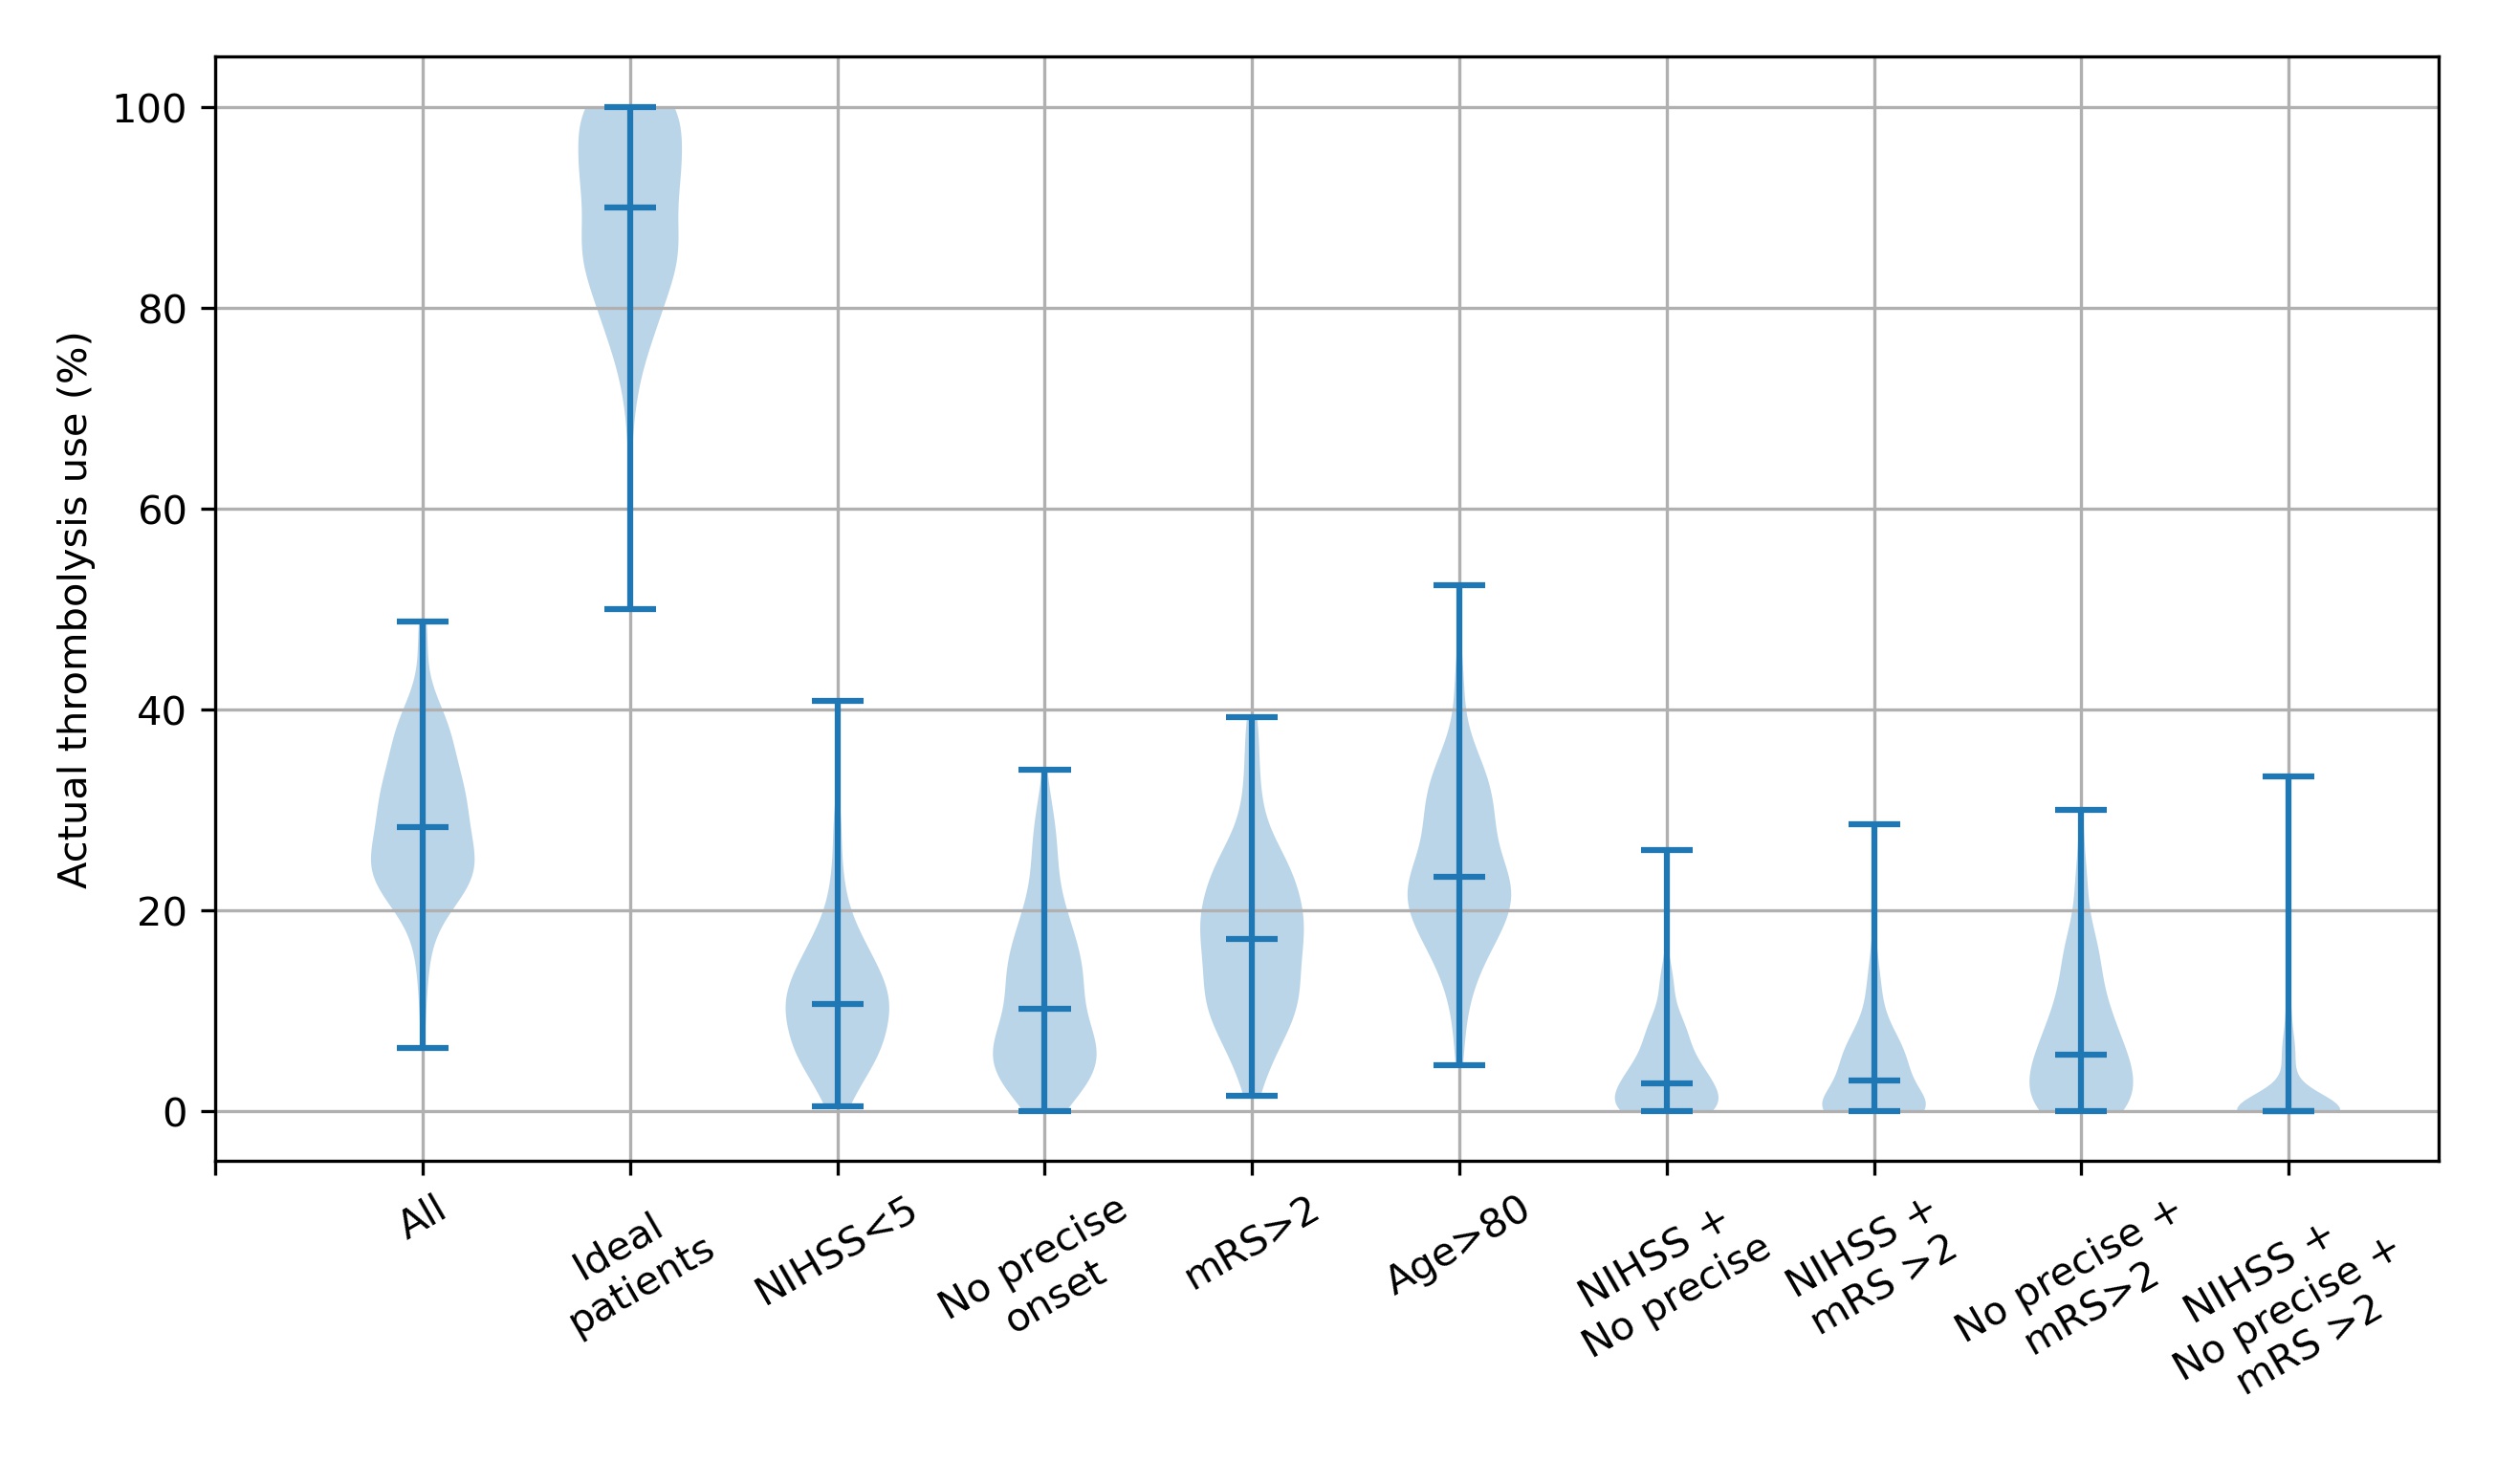 Actual thrombolysis use (%)
100
80
60
40
20
0
All
Ideal
patients
NIHSS<5
No precise
onset
mRS>2
Age>80
NIHSS +
No precise
NIHSS +
mRS >2
No precise +
mRS>2
NIHSS +
No precise +
mRS >2